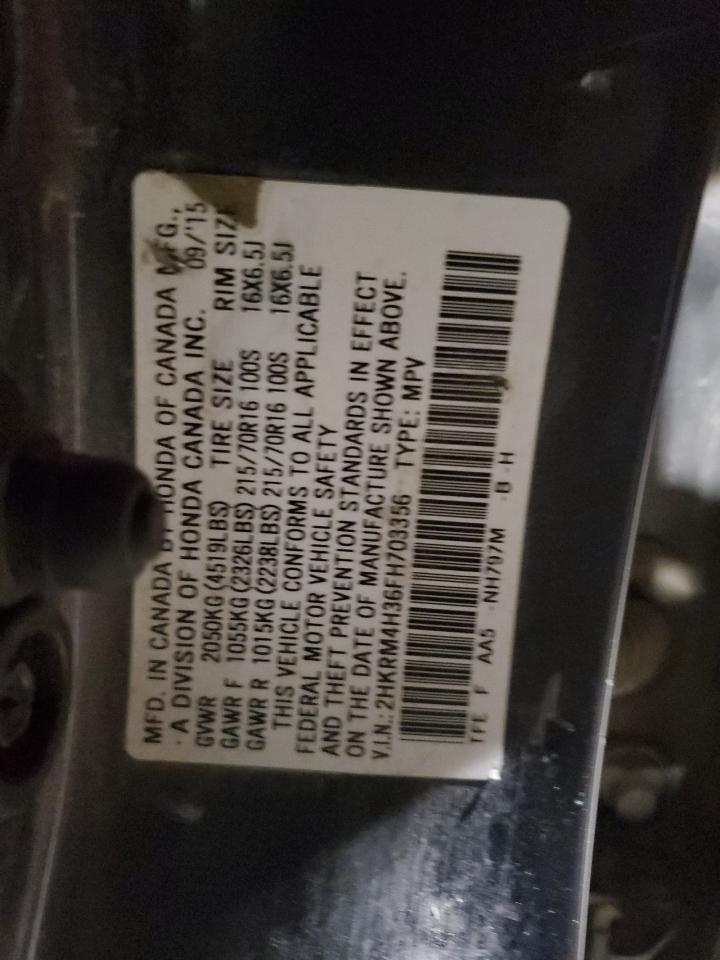 MFD. IN CANADA BY HONDA OF CANADA MFG.,
A DIVISION OF HONDA CANADA INC. 09/'15
GVWR 2050KG(4519LBS) TIRE SIZE RIM SIZE
GAWR F 1055KG(2326LBS) 215/70R16 100S 16X6.5J
GAWR R 1015KG(2238LBS) 215/70R16 100S 16X6.5J
THIS VEHICLE CONFORMS TO ALL APPLICABLE
FEDERAL MOTOR VEHICLE SAFETY
AND THEFT PREVENTION STANDARDS IN EFFECT
ON THE DATE OF MANUFACTURE SHOWN ABOVE.
V.I.N.: 2HKRM4H36FH703356 TYPE: MPV
TFE F AA5 -NH797M -B -H